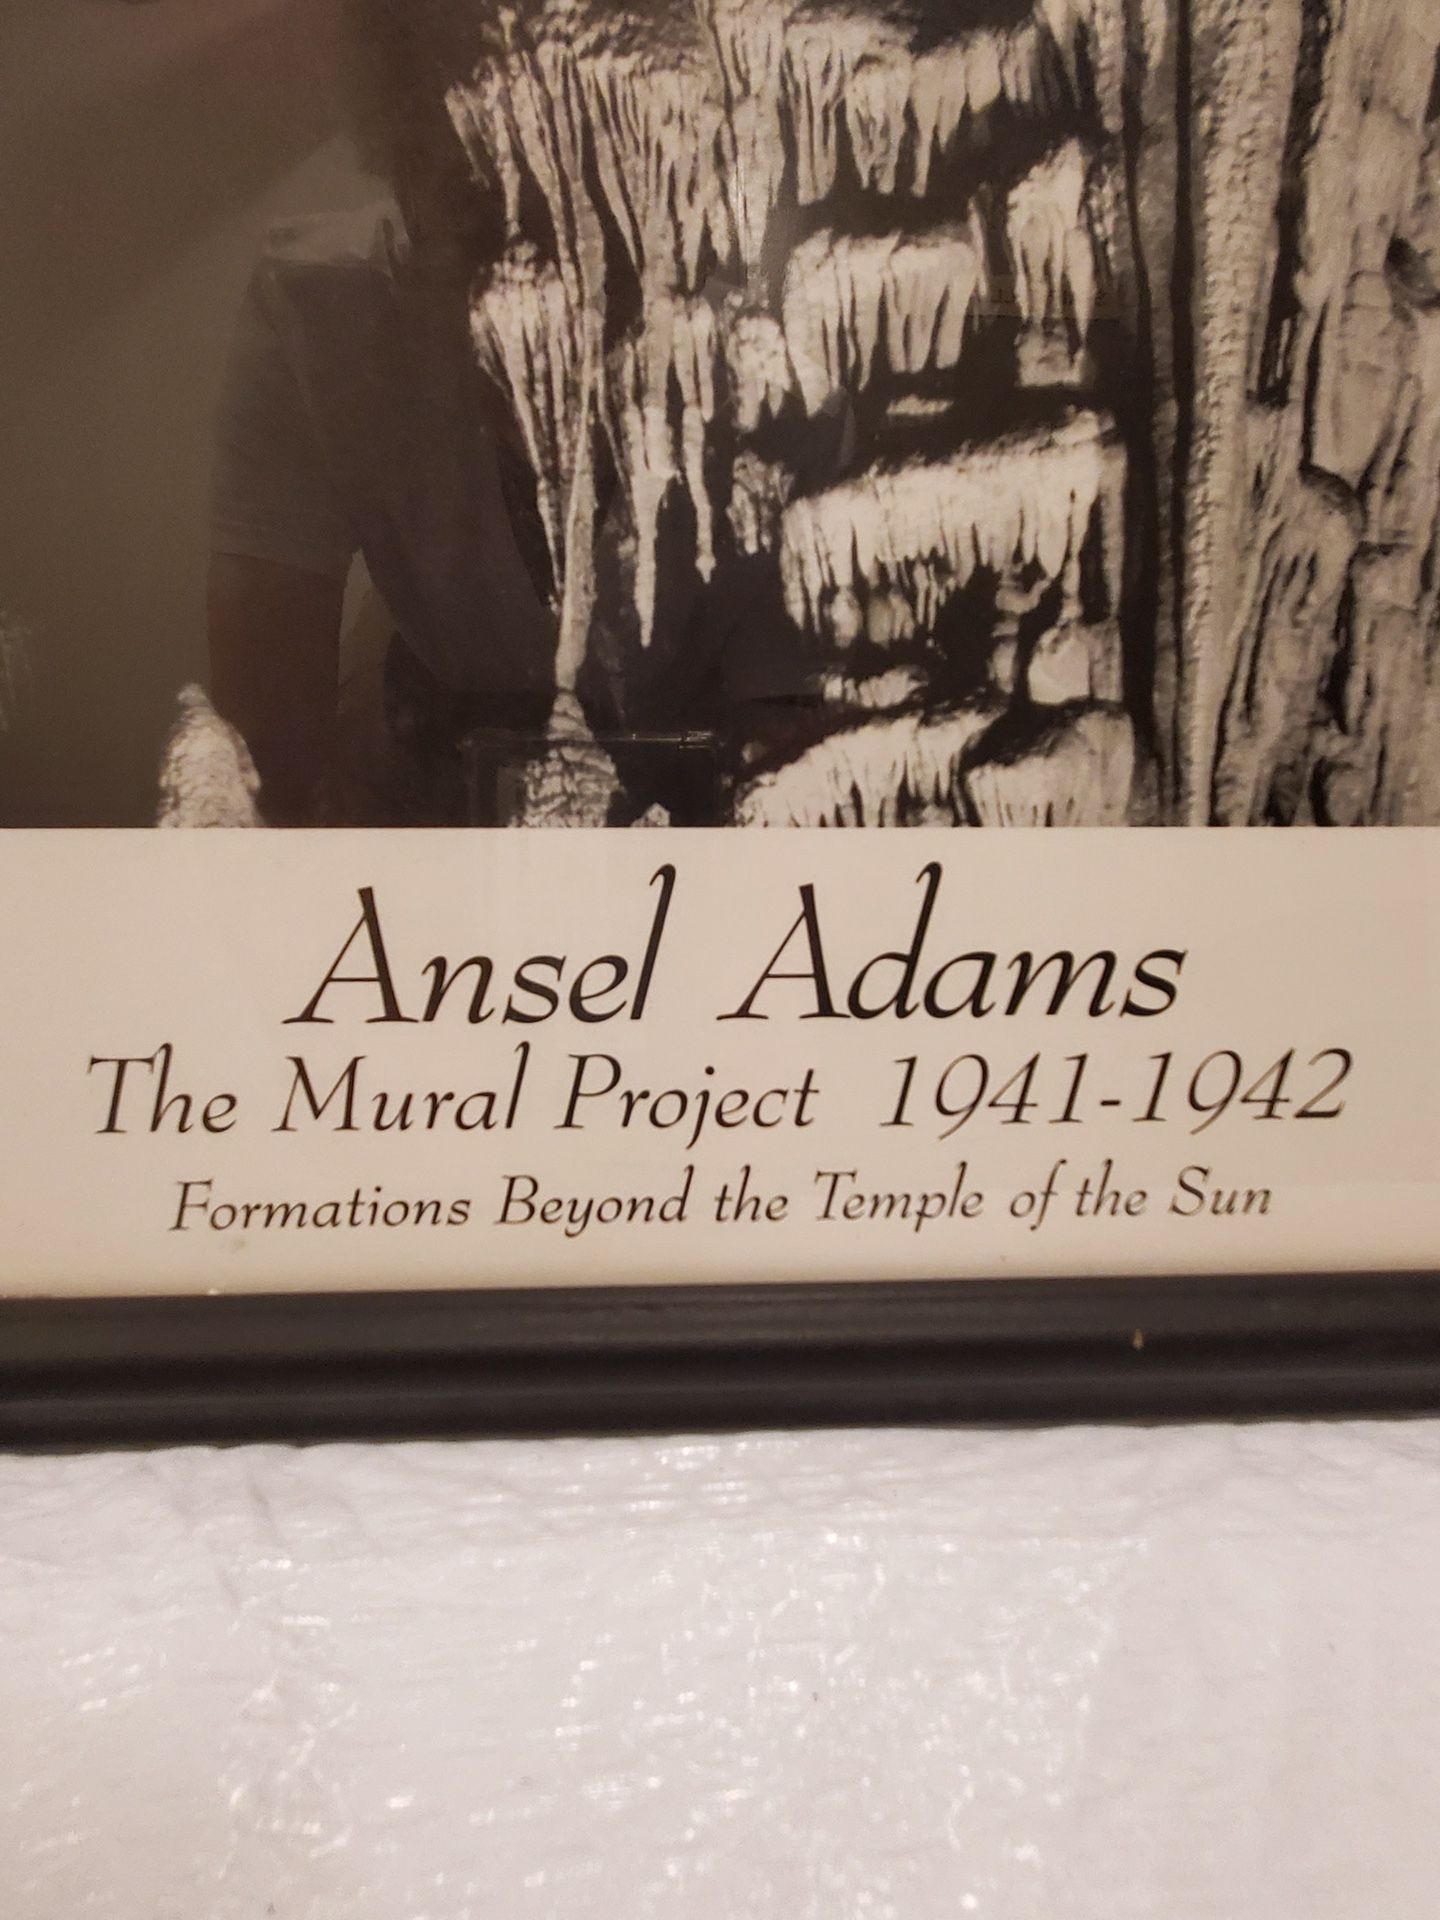 Ansel Adams
The Mural Project 1941-1942
Formations Beyond the Temple of the Sun